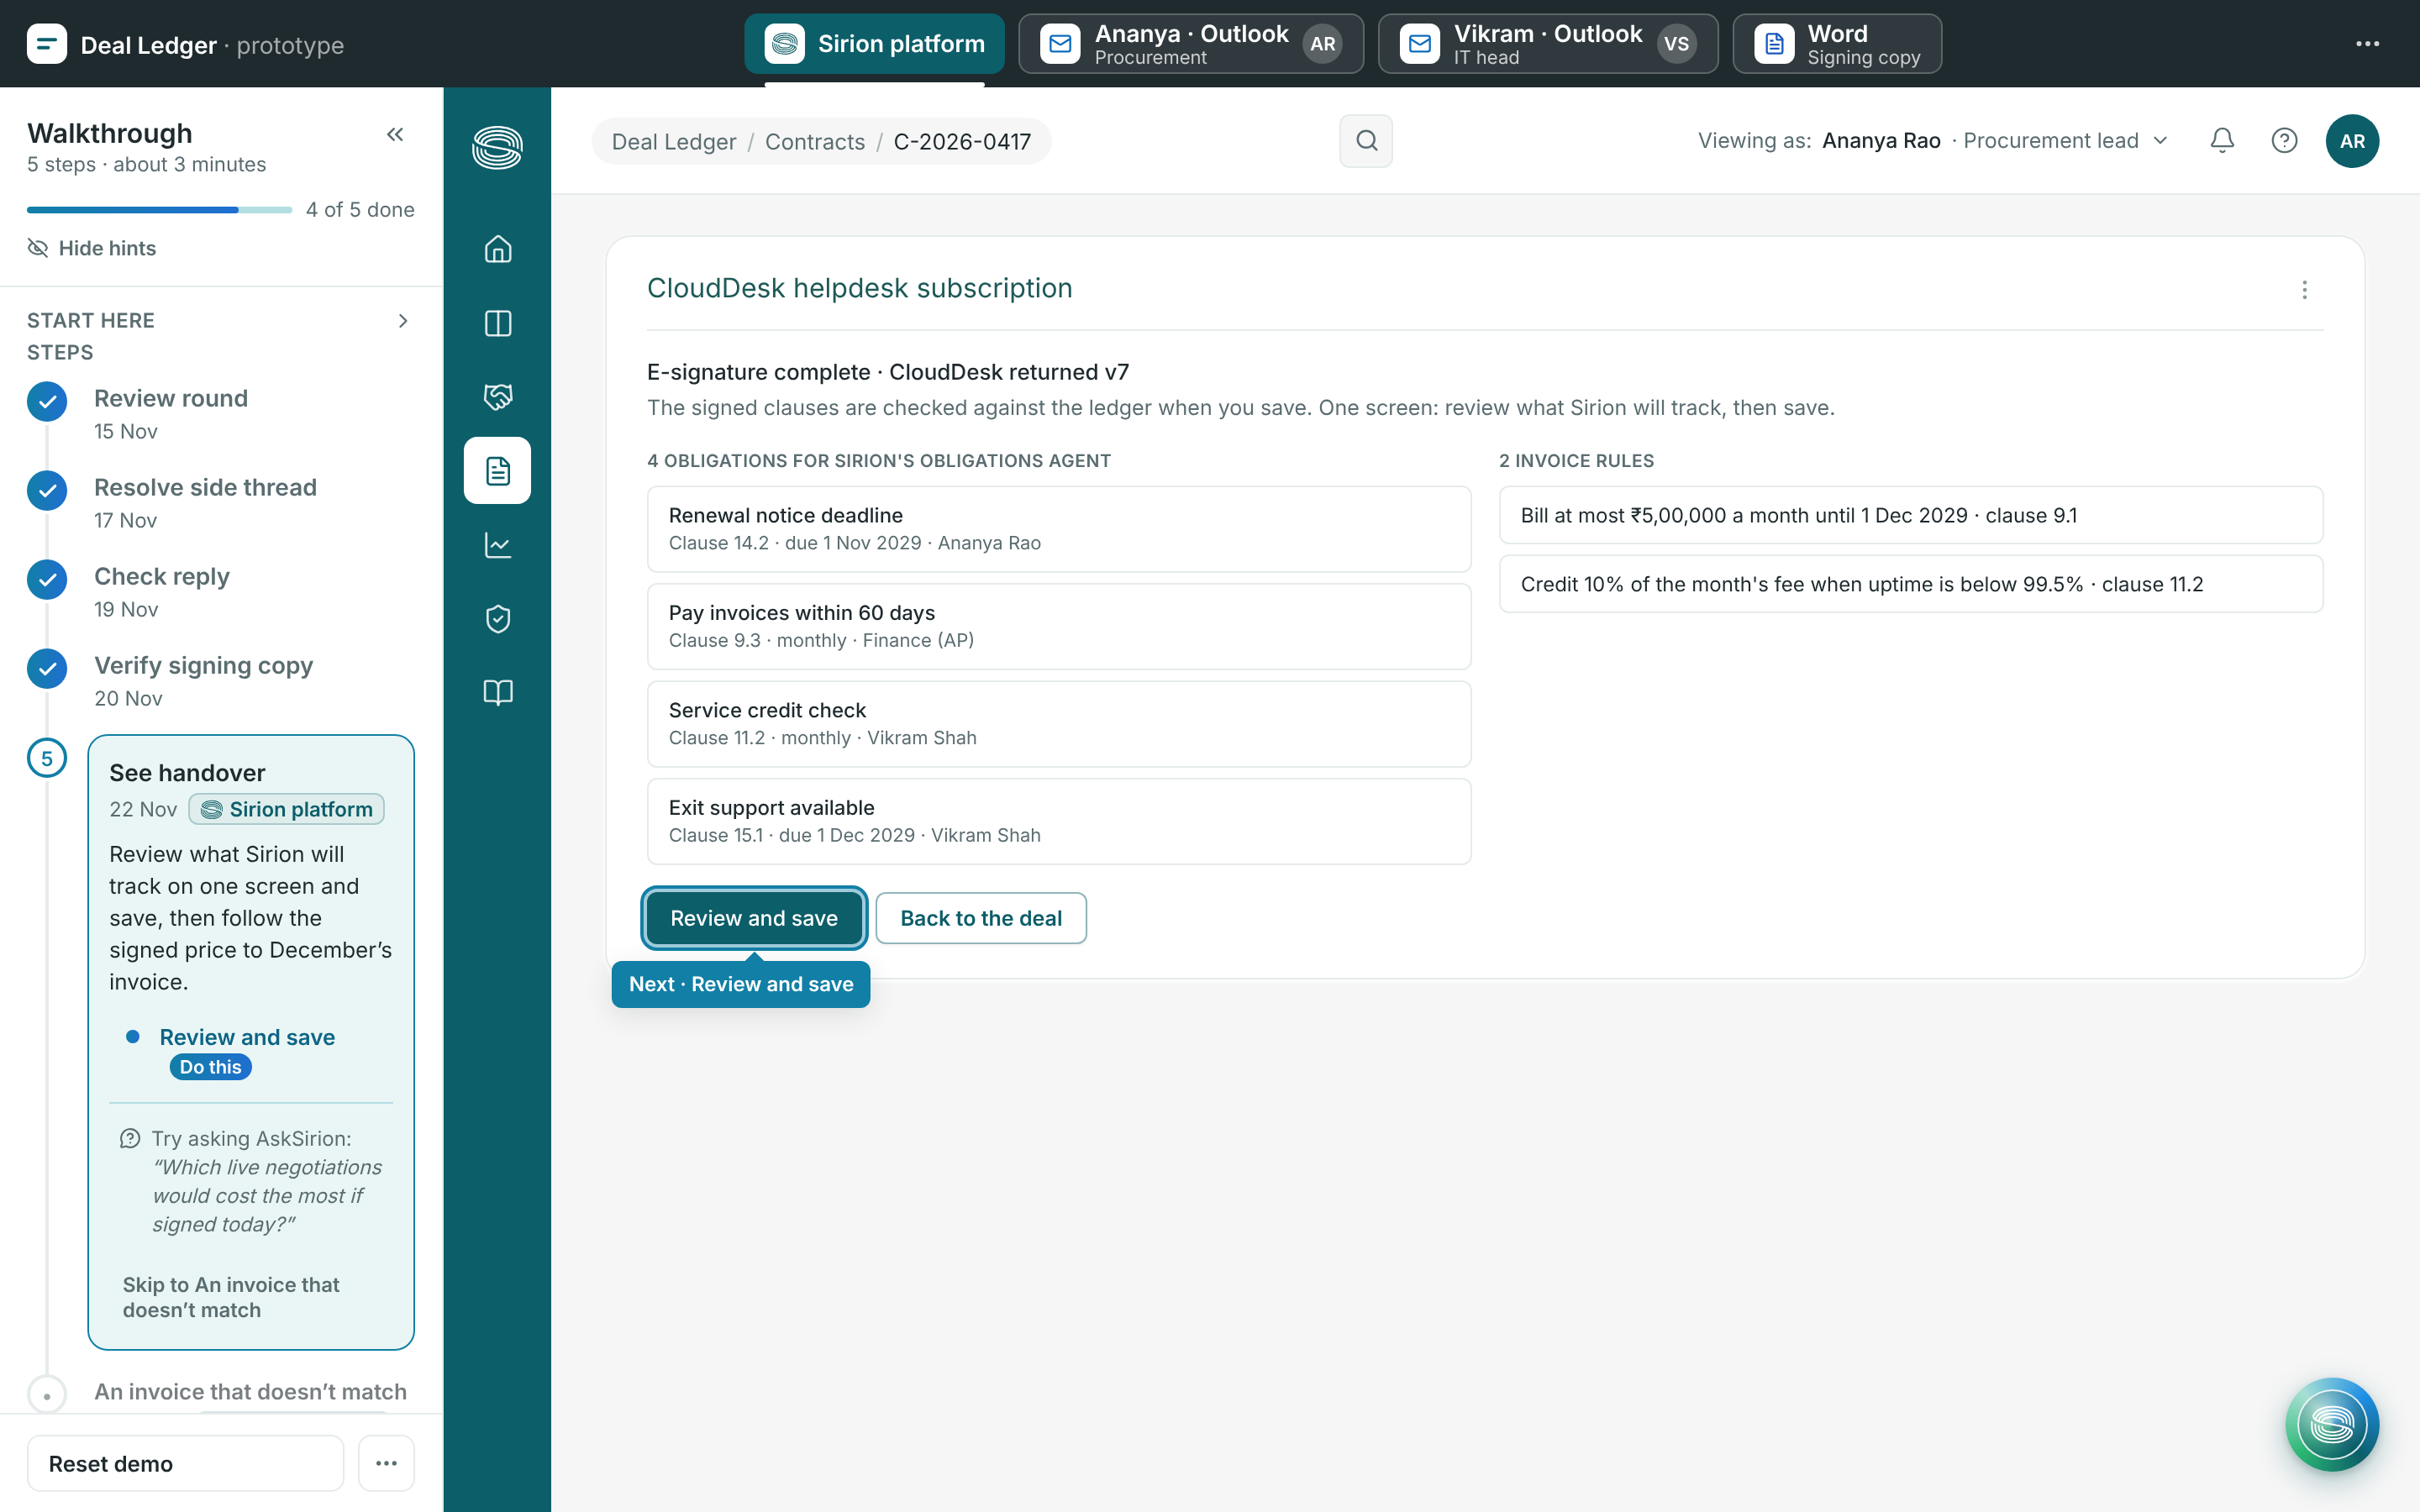 Deal Ledger · prototype
Sirion platform
Ananya · Outlook
Procurement
AR
Vikram · Outlook
IT head
VS
Word
Signing copy
Walkthrough
5 steps · about 3 minutes
4 of 5 done
Hide hints
START HERE
STEPS
Review round
15 Nov
Resolve side thread
17 Nov
Check reply
19 Nov
Verify signing copy
20 Nov
5
See handover
22 Nov
Sirion platform
Review what Sirion will
track on one screen and
save, then follow the
signed price to December’s
invoice.
Review and save
Do this
Try asking AskSirion:
“Which live negotiations
would cost the most if
signed today?”
Skip to An invoice that
doesn’t match
An invoice that doesn’t match
Reset demo
Deal Ledger / Contracts / C-2026-0417
Viewing as: Ananya Rao · Procurement lead
AR
CloudDesk helpdesk subscription
E-signature complete · CloudDesk returned v7
The signed clauses are checked against the ledger when you save. One screen: review what Sirion will track, then save.
4 OBLIGATIONS FOR SIRION'S OBLIGATIONS AGENT
Renewal notice deadline
Clause 14.2 · due 1 Nov 2029 · Ananya Rao
Pay invoices within 60 days
Clause 9.3 · monthly · Finance (AP)
Service credit check
Clause 11.2 · monthly · Vikram Shah
Exit support available
Clause 15.1 · due 1 Dec 2029 · Vikram Shah
2 INVOICE RULES
Bill at most ₹5,00,000 a month until 1 Dec 2029 · clause 9.1
Credit 10% of the month's fee when uptime is below 99.5% · clause 11.2
Review and save
Back to the deal
Next · Review and save